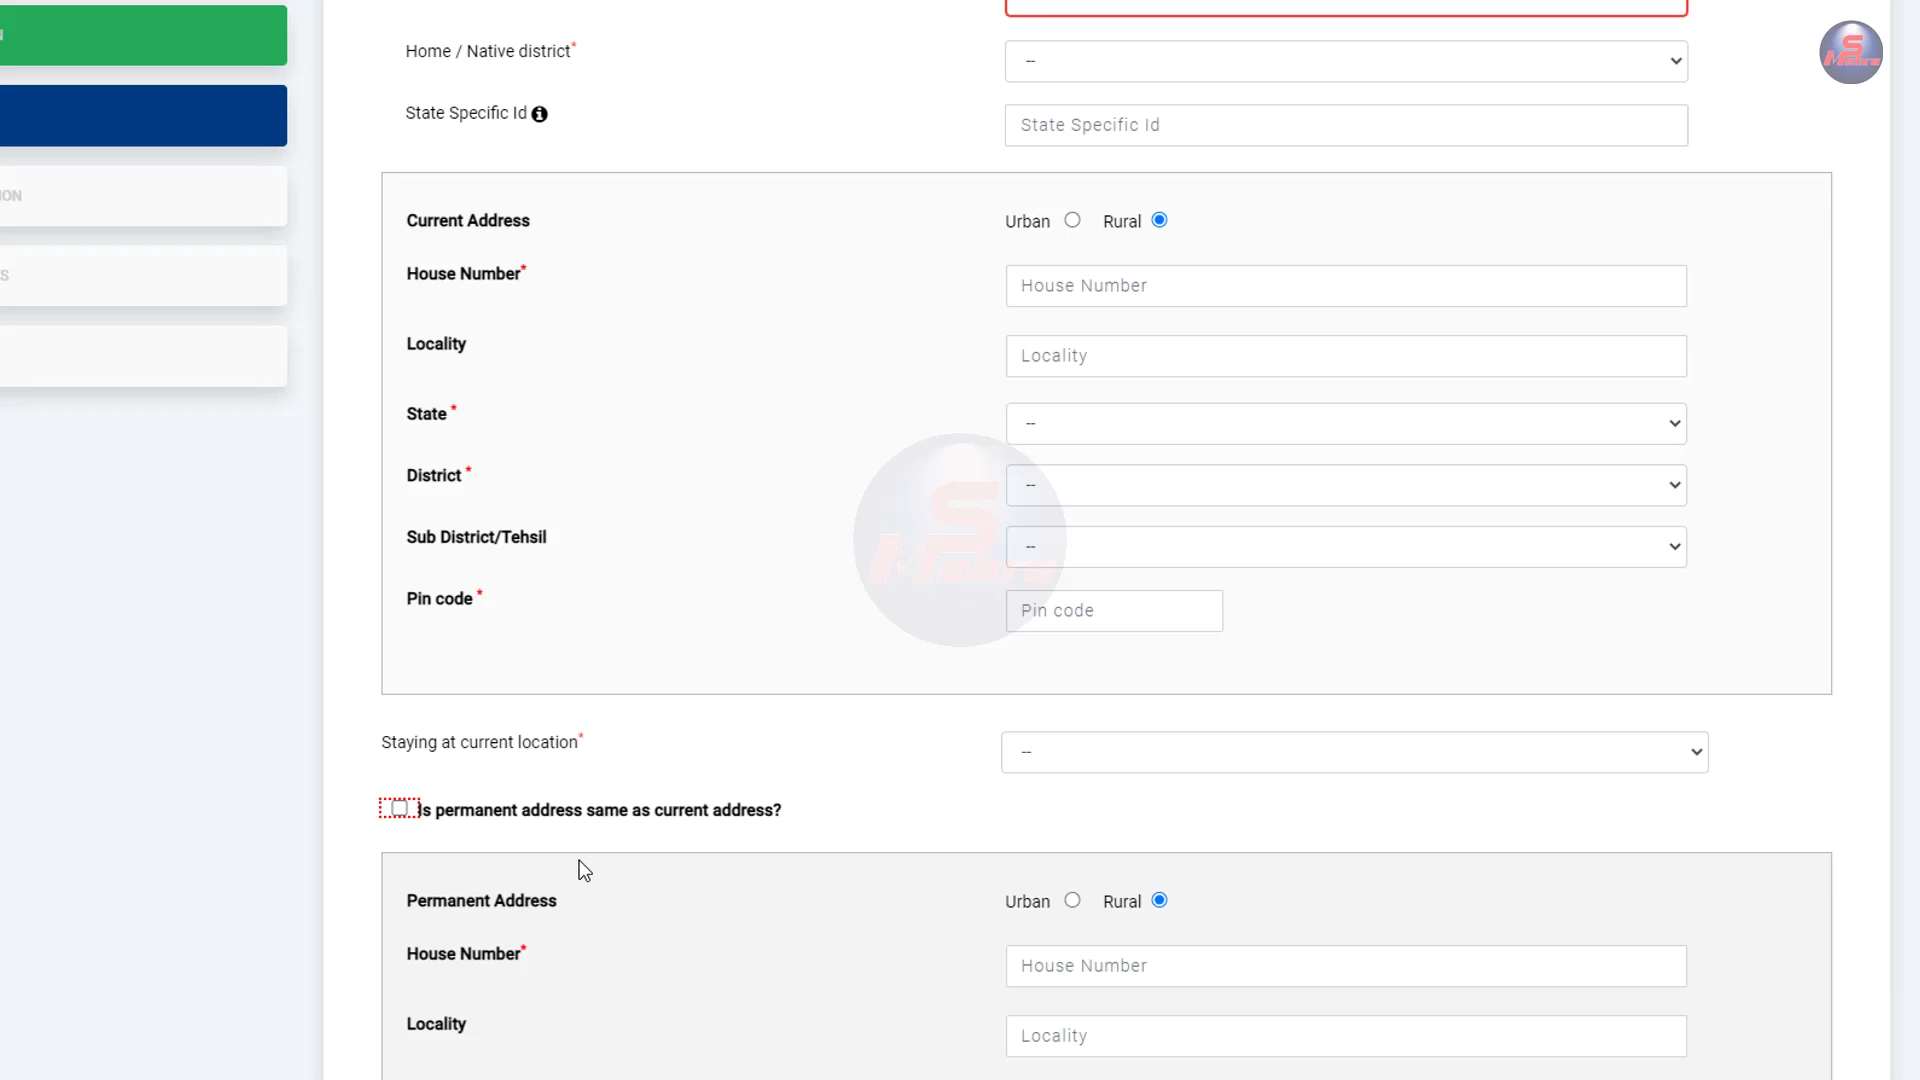 N
Home / Native district*
--
State Specific Id
State Specific Id
ION
S
Current Address
Urban Rural
House Number*
House Number
Locality
Locality
State *
--
District *
--
Sub District/Tehsil
--
Pin code *
Pin code
Staying at current location*
--
Is permanent address same as current address?
Permanent Address
Urban Rural
House Number*
House Number
Locality
Locality